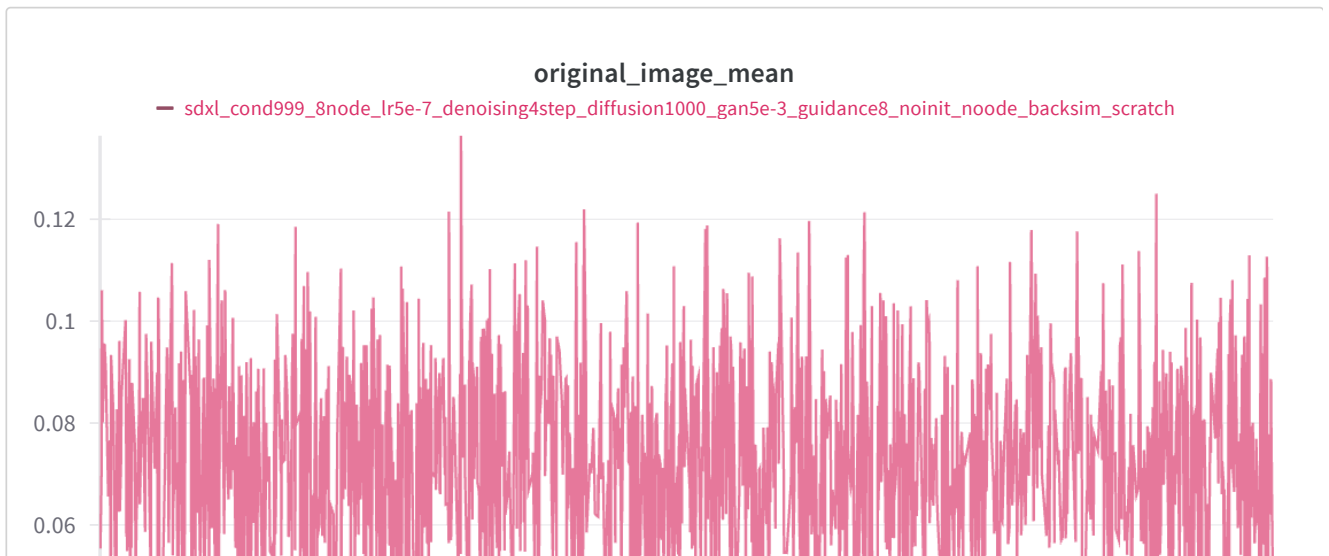 original_image_mean
sdxl_cond999_8node_lr5e-7_denoising4step_diffusion1000_gan5e-3_guidance8_noinit_noode_backsim_scratch
0.12
0.1
0.08
0.06